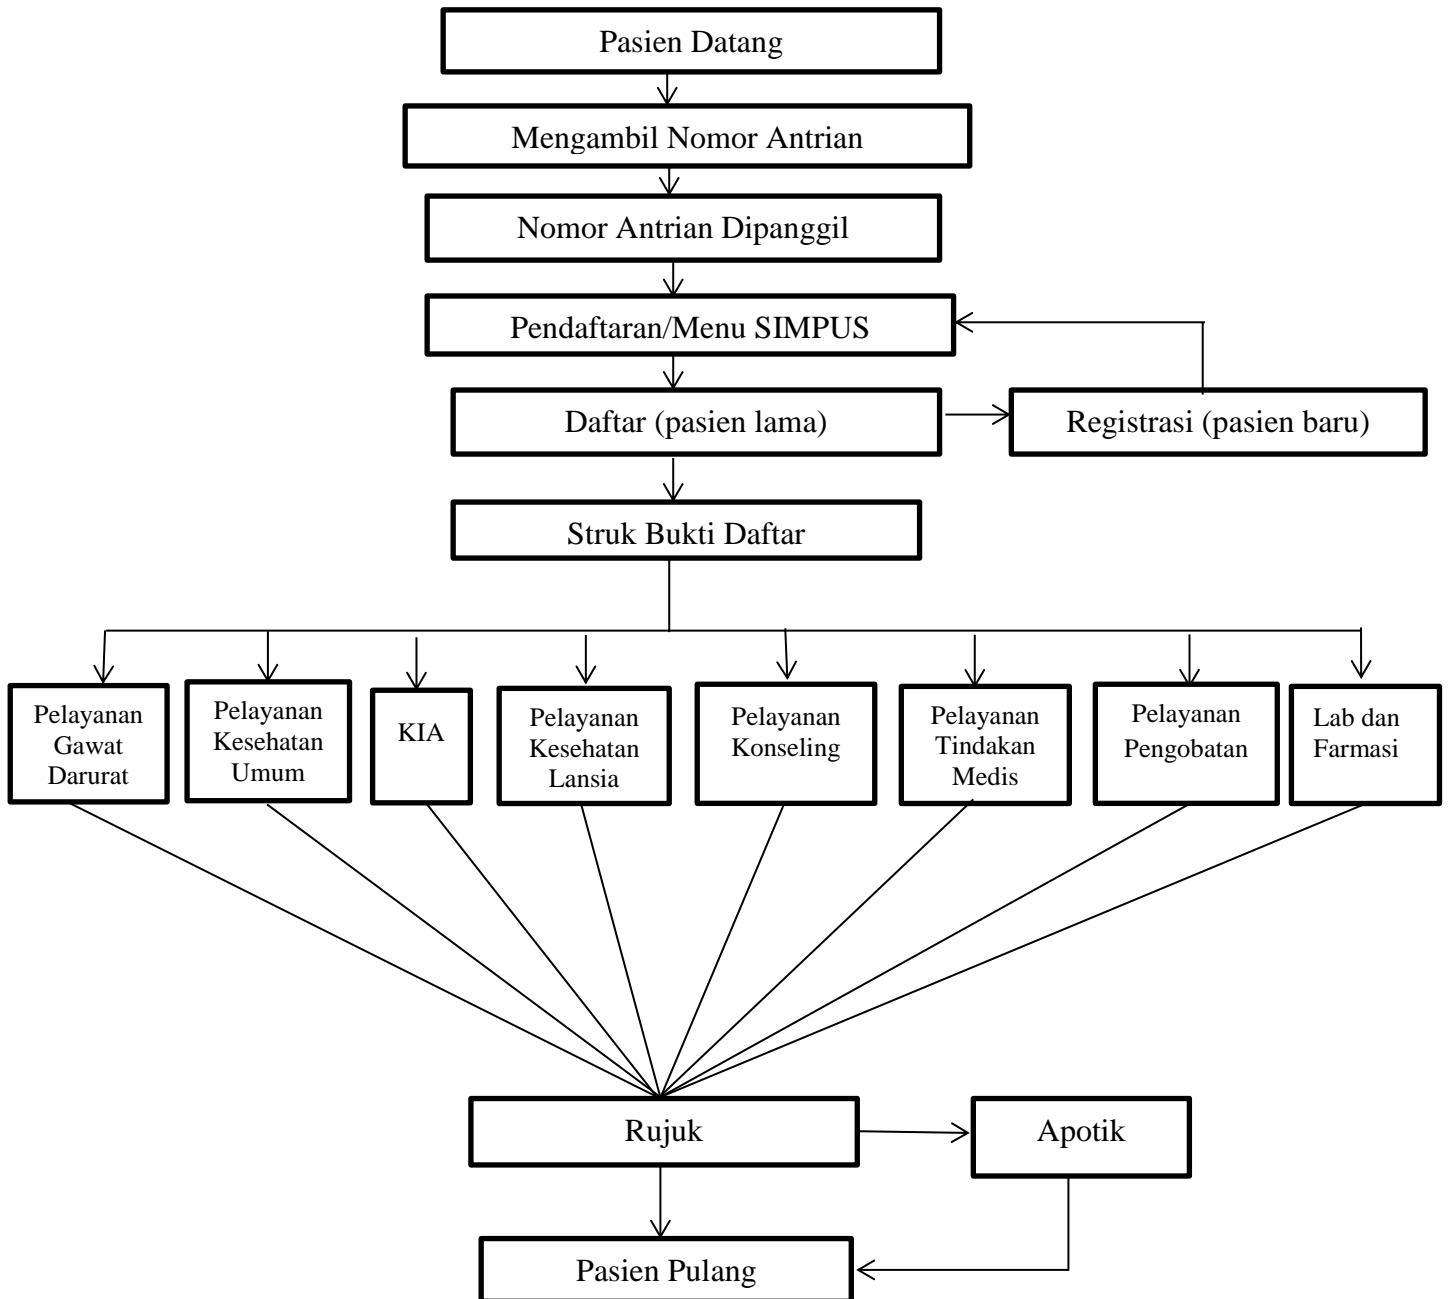 Pasien Datang
Mengambil Nomor Antrian
Nomor Antrian Dipanggil
Pendaftaran/Menu SIMPUS
Daftar (pasien lama)
Registrasi (pasien baru)
Struk Bukti Daftar
Pelayanan
Gawat
Darurat
Pelayanan
Kesehatan
Umum
KIA
Pelayanan
Kesehatan
Lansia
Pelayanan
Konseling
Pelayanan
Tindakan
Medis
Pelayanan
Pengobatan
Lab dan
Farmasi
Rujuk
Apotik
Pasien Pulang